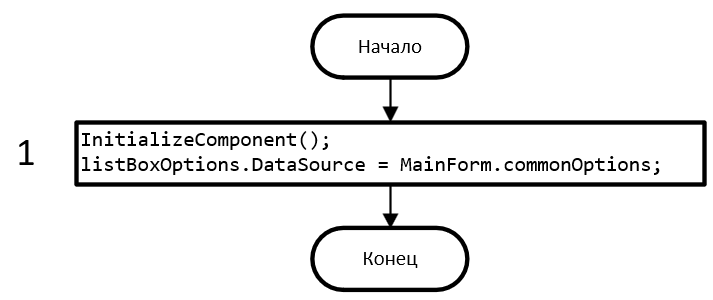 Начало
1
InitializeComponent();
listBoxOptions.DataSource = MainForm.commonOptions;
Конец